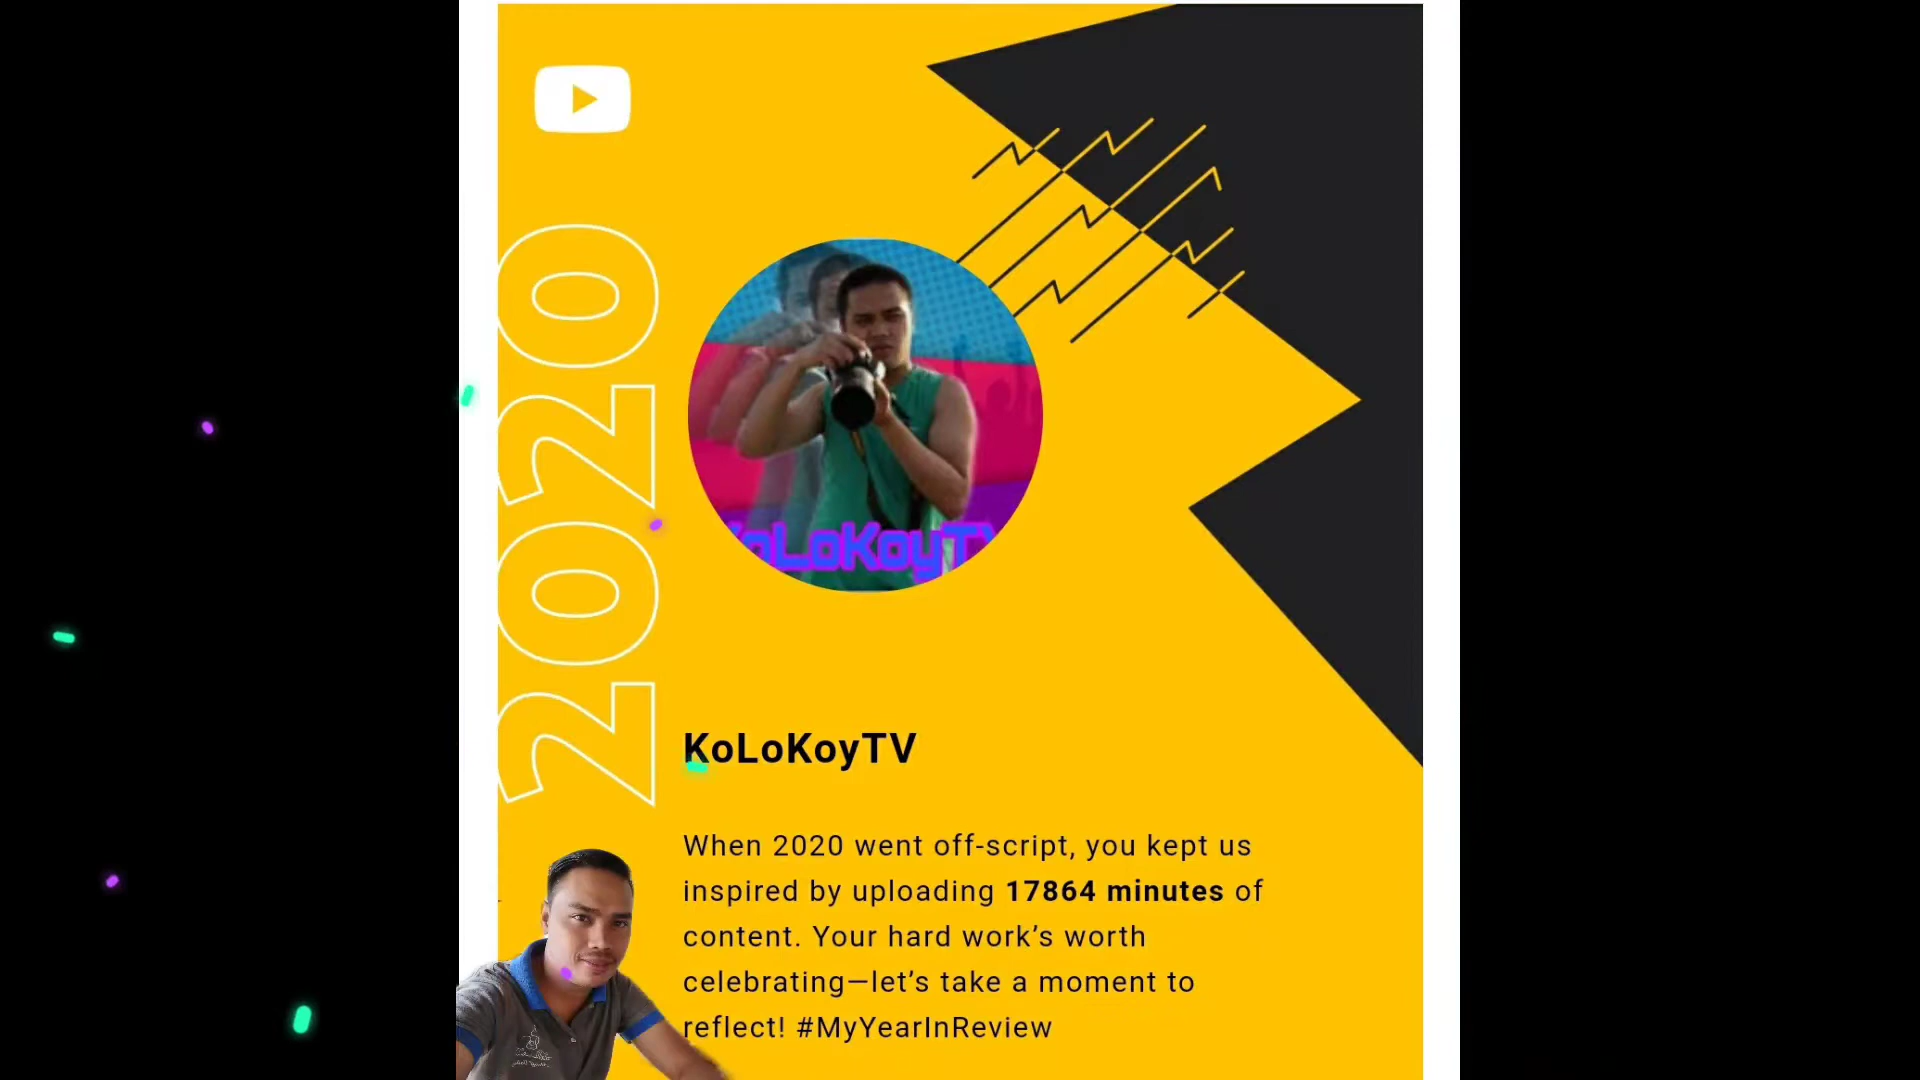 2020
KoLoKoyTV
KoLoKoyTV
When 2020 went off-script, you kept us
inspired by uploading 17864 minutes of
content. Your hard work’s worth
celebrating—let’s take a moment to
reflect! #MyYearInReview